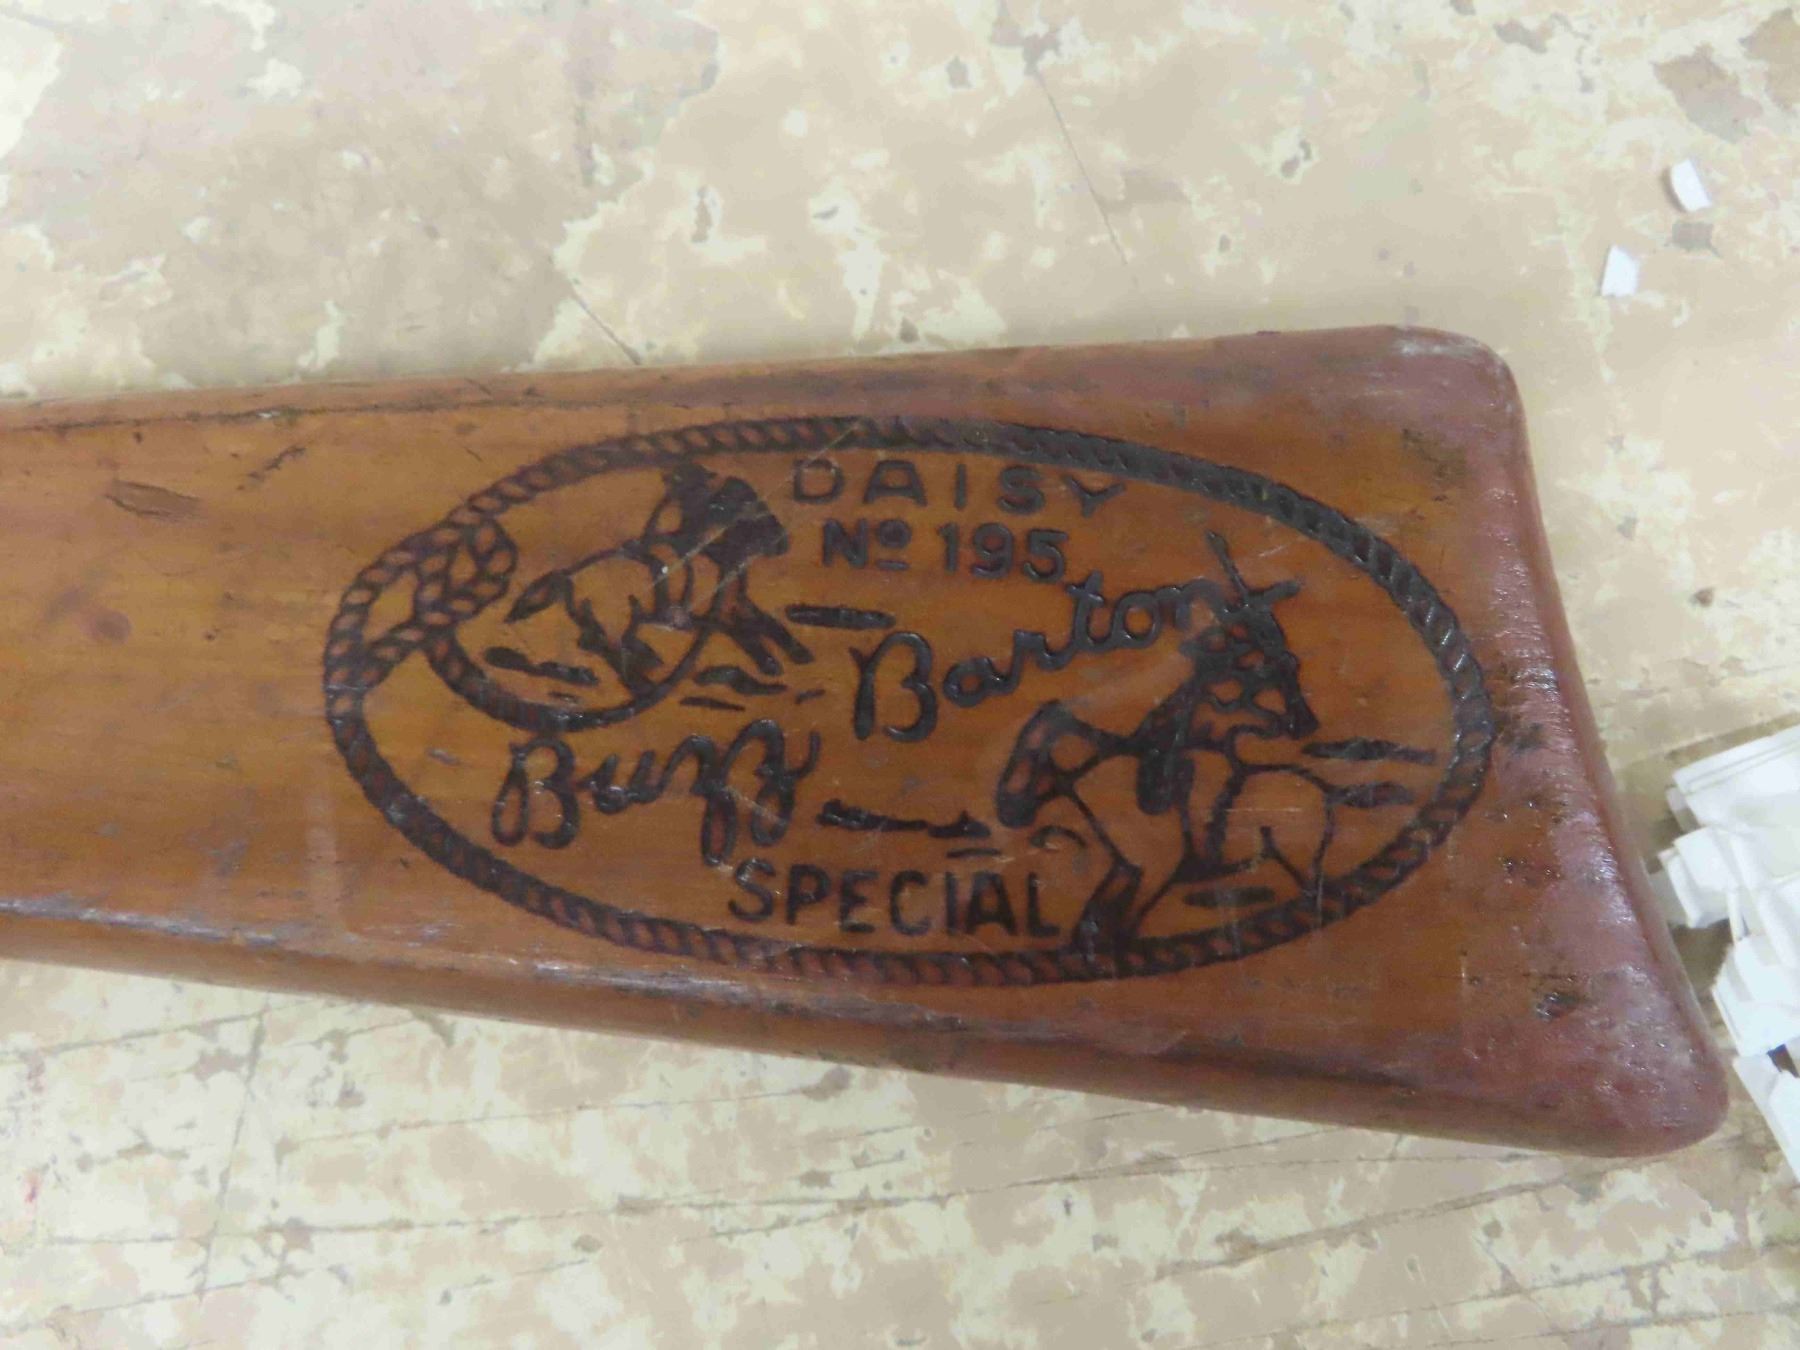 DAISY
Nº 195
Buzz Barton
SPECIAL